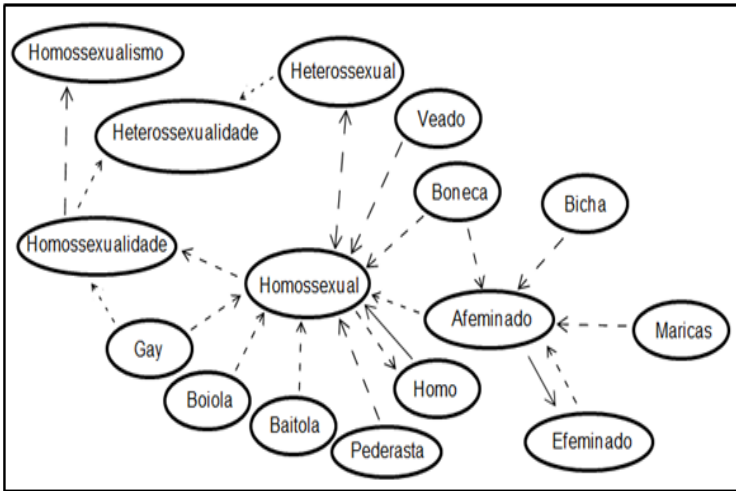 Homossexualismo
Heterossexual
Heterossexualidade
Veado
Boneca
Bicha
Homossexualidade
Homossexual
Afeminado
Maricas
Gay
Homo
Boiola
Baitola
Pederasta
Efeminado